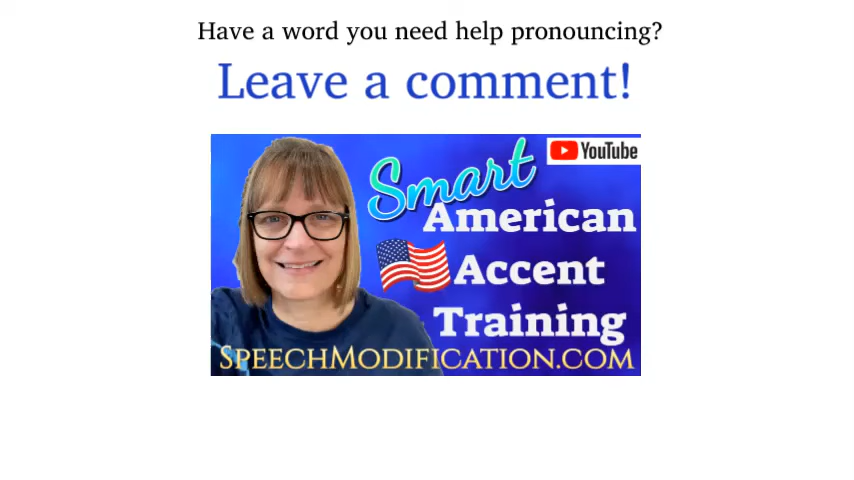 Have a word you need help pronouncing?
Leave a comment!
YouTube
Smart
American
Accent
Training
SPEECHMODIFICATION.COM